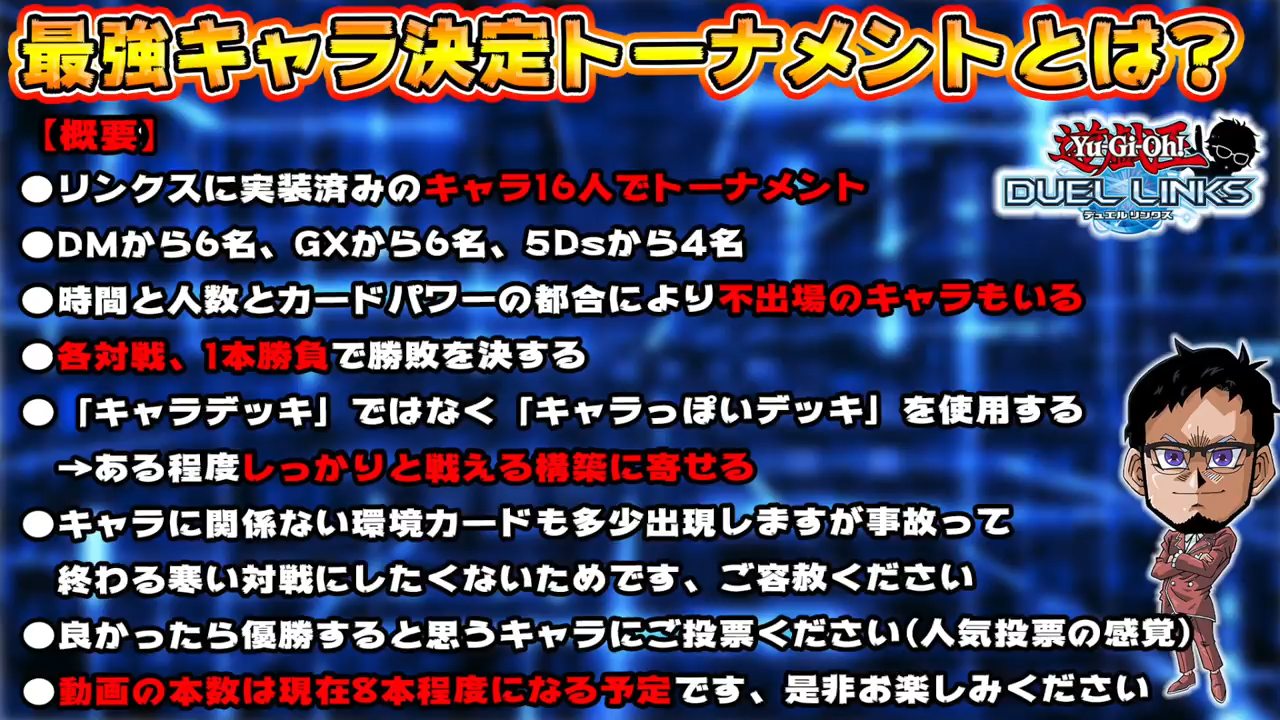 最強キャラ決定トーナメントとは？
【概要】
●リンクスに実装済みのキャラ16人でトーナメント
●DMから6名、GXから6名、5Dsから4名
●時間と人数とカードパワーの都合により不出場のキャラもいる
●各対戦、1本勝負で勝敗を決する
●「キャラデッキ」ではなく「キャラっぽいデッキ」を使用する
→ある程度しっかりと戦える構築に寄せる
●キャラに関係ない環境カードも多少出現しますが事故って
終わる寒い対戦にしたくないためです、ご容赦ください
●良かったら優勝すると思うキャラにご投票ください(人気投票の感覚)
●動画の本数は現在8本程度になる予定です、是非お楽しみください
遊戯王
Yu-Gi-Oh!
DUEL LINKS
デュエル リンクス